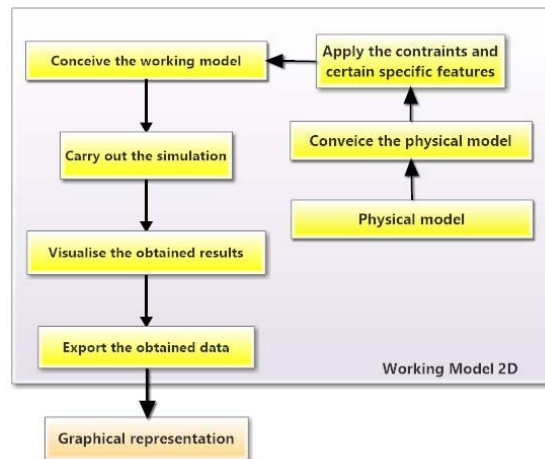 Conceive the working model
Apply the contraints and
certain specific features
Carry out the simulation
Conveice the physical model
Physical model
Visualise the obtained results
Export the obtained data
Working Model 2D
Graphical representation